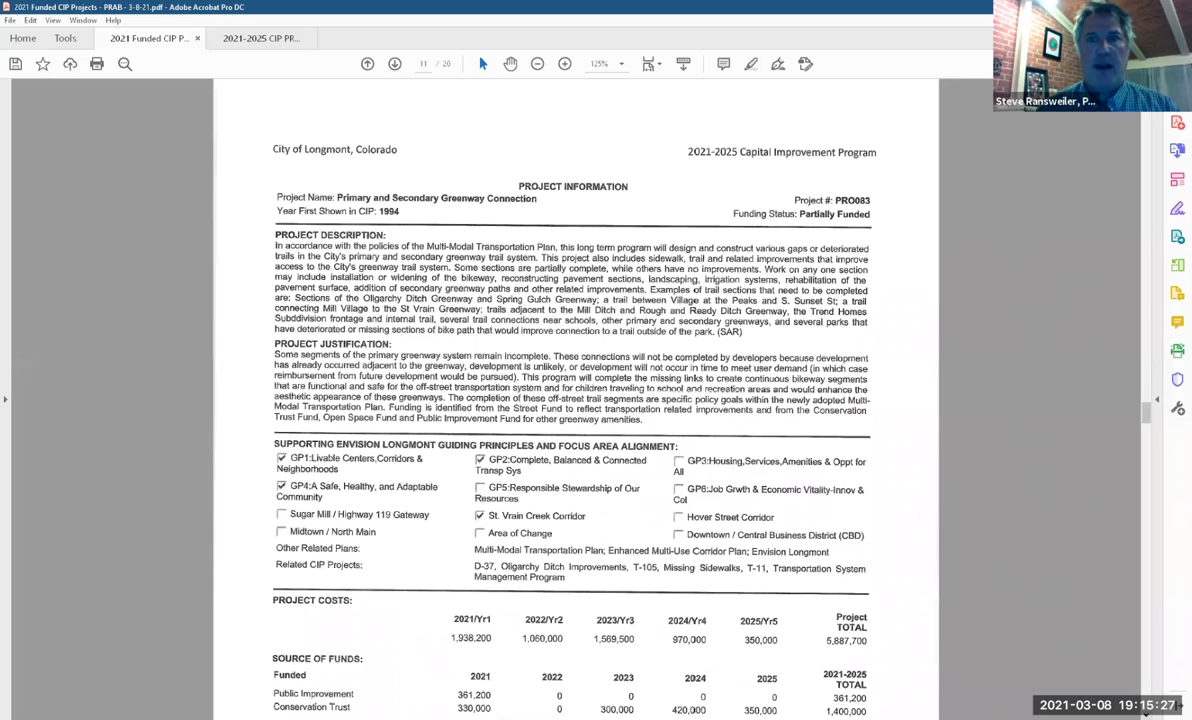 2021 Funded CIP Projects - PRAB - 3-8-21.pdf - Adobe Acrobat Pro DC
File Edit View Window Help
Home Tools 2021 Funded CIP P... × 2021-2025 CIP PR...
11 / 20 125%
Steve Ransweiler, P...
City of Longmont, Colorado 2021-2025 Capital Improvement Program
PROJECT INFORMATION
Project Name: Primary and Secondary Greenway Connection Project #: PRO083
Year First Shown in CIP: 1994 Funding Status: Partially Funded
PROJECT DESCRIPTION:
In accordance with the policies of the Multi-Modal Transportation Plan, this long term program will design and construct various gaps or deteriorated
trails in the City's primary and secondary greenway trail system. This project also includes sidewalk, trail and related improvements that improve
access to the City's greenway trail system. Some sections are partially complete, while others have no improvements. Work on any one section
may include installation or widening of the bikeway, reconstructing pavement sections, landscaping, irrigation systems, rehabilitation of the
pavement surface, addition of secondary greenway paths and other related improvements. Examples of trail sections that need to be completed
are: Sections of the Oligarchy Ditch Greenway and Spring Gulch Greenway; a trail between Village at the Peaks and S. Sunset St; a trail
connecting Mill Village to the St Vrain Greenway; trails adjacent to the Mill Ditch and Rough and Ready Ditch Greenway, the Trend Homes
Subdivision frontage and internal trail, several trail connections near schools, other primary and secondary greenways, and several parks that
have deteriorated or missing sections of bike path that would improve connection to a trail outside of the park. (SAR)
PROJECT JUSTIFICATION:
Some segments of the primary greenway system remain incomplete. These connections will not be completed by developers because development
has already occurred adjacent to the greenway, development is unlikely, or development will not occur in time to meet user demand (in which case
reimbursement from future development would be pursued). This program will complete the missing links to create continuous bikeway segments
that are functional and safe for the off-street transportation system and for children traveling to school and recreation areas and would enhance the
aesthetic appearance of these greenways. The completion of these off-street trail segments are specific policy goals within the newly adopted Multi-
Modal Transportation Plan. Funding is identified from the Street Fund to reflect transportation related improvements and from the Conservation
Trust Fund, Open Space Fund and Public Improvement Fund for other greenway amenities.
SUPPORTING ENVISION LONGMONT GUIDING PRINCIPLES AND FOCUS AREA ALIGNMENT:
GP1:Livable Centers,Corridors & GP2:Complete, Balanced & Connected GP3:Housing,Services,Amenities & Oppt for
Neighborhoods Transp Sys All
GP4:A Safe, Healthy, and Adaptable GP5:Responsible Stewardship of Our GP6:Job Grwth & Economic Vitality-Innov &
Community Resources Col
Sugar Mill / Highway 119 Gateway St. Vrain Creek Corridor Hover Street Corridor
Midtown / North Main Area of Change Downtown / Central Business District (CBD)
Other Related Plans: Multi-Modal Transportation Plan; Enhanced Multi-Use Corridor Plan; Envision Longmont
Related CIP Projects: D-37, Oligarchy Ditch Improvements, T-105, Missing Sidewalks, T-11, Transportation System
Management Program
PROJECT COSTS:
2021/Yr1 2022/Yr2 2023/Yr3 2024/Yr4 2025/Yr5 Project
TOTAL
1,938,200 1,060,000 1,569,500 970,000 350,000 5,887,700
SOURCE OF FUNDS:
Funded 2021 2022 2023 2024 2025 2021-2025
TOTAL
Public Improvement 361,200 0 0 0 0 361,200
Conservation Trust 330,000 0 300,000 420,000 350,000 1,400,000
2021-03-08 19:15:27